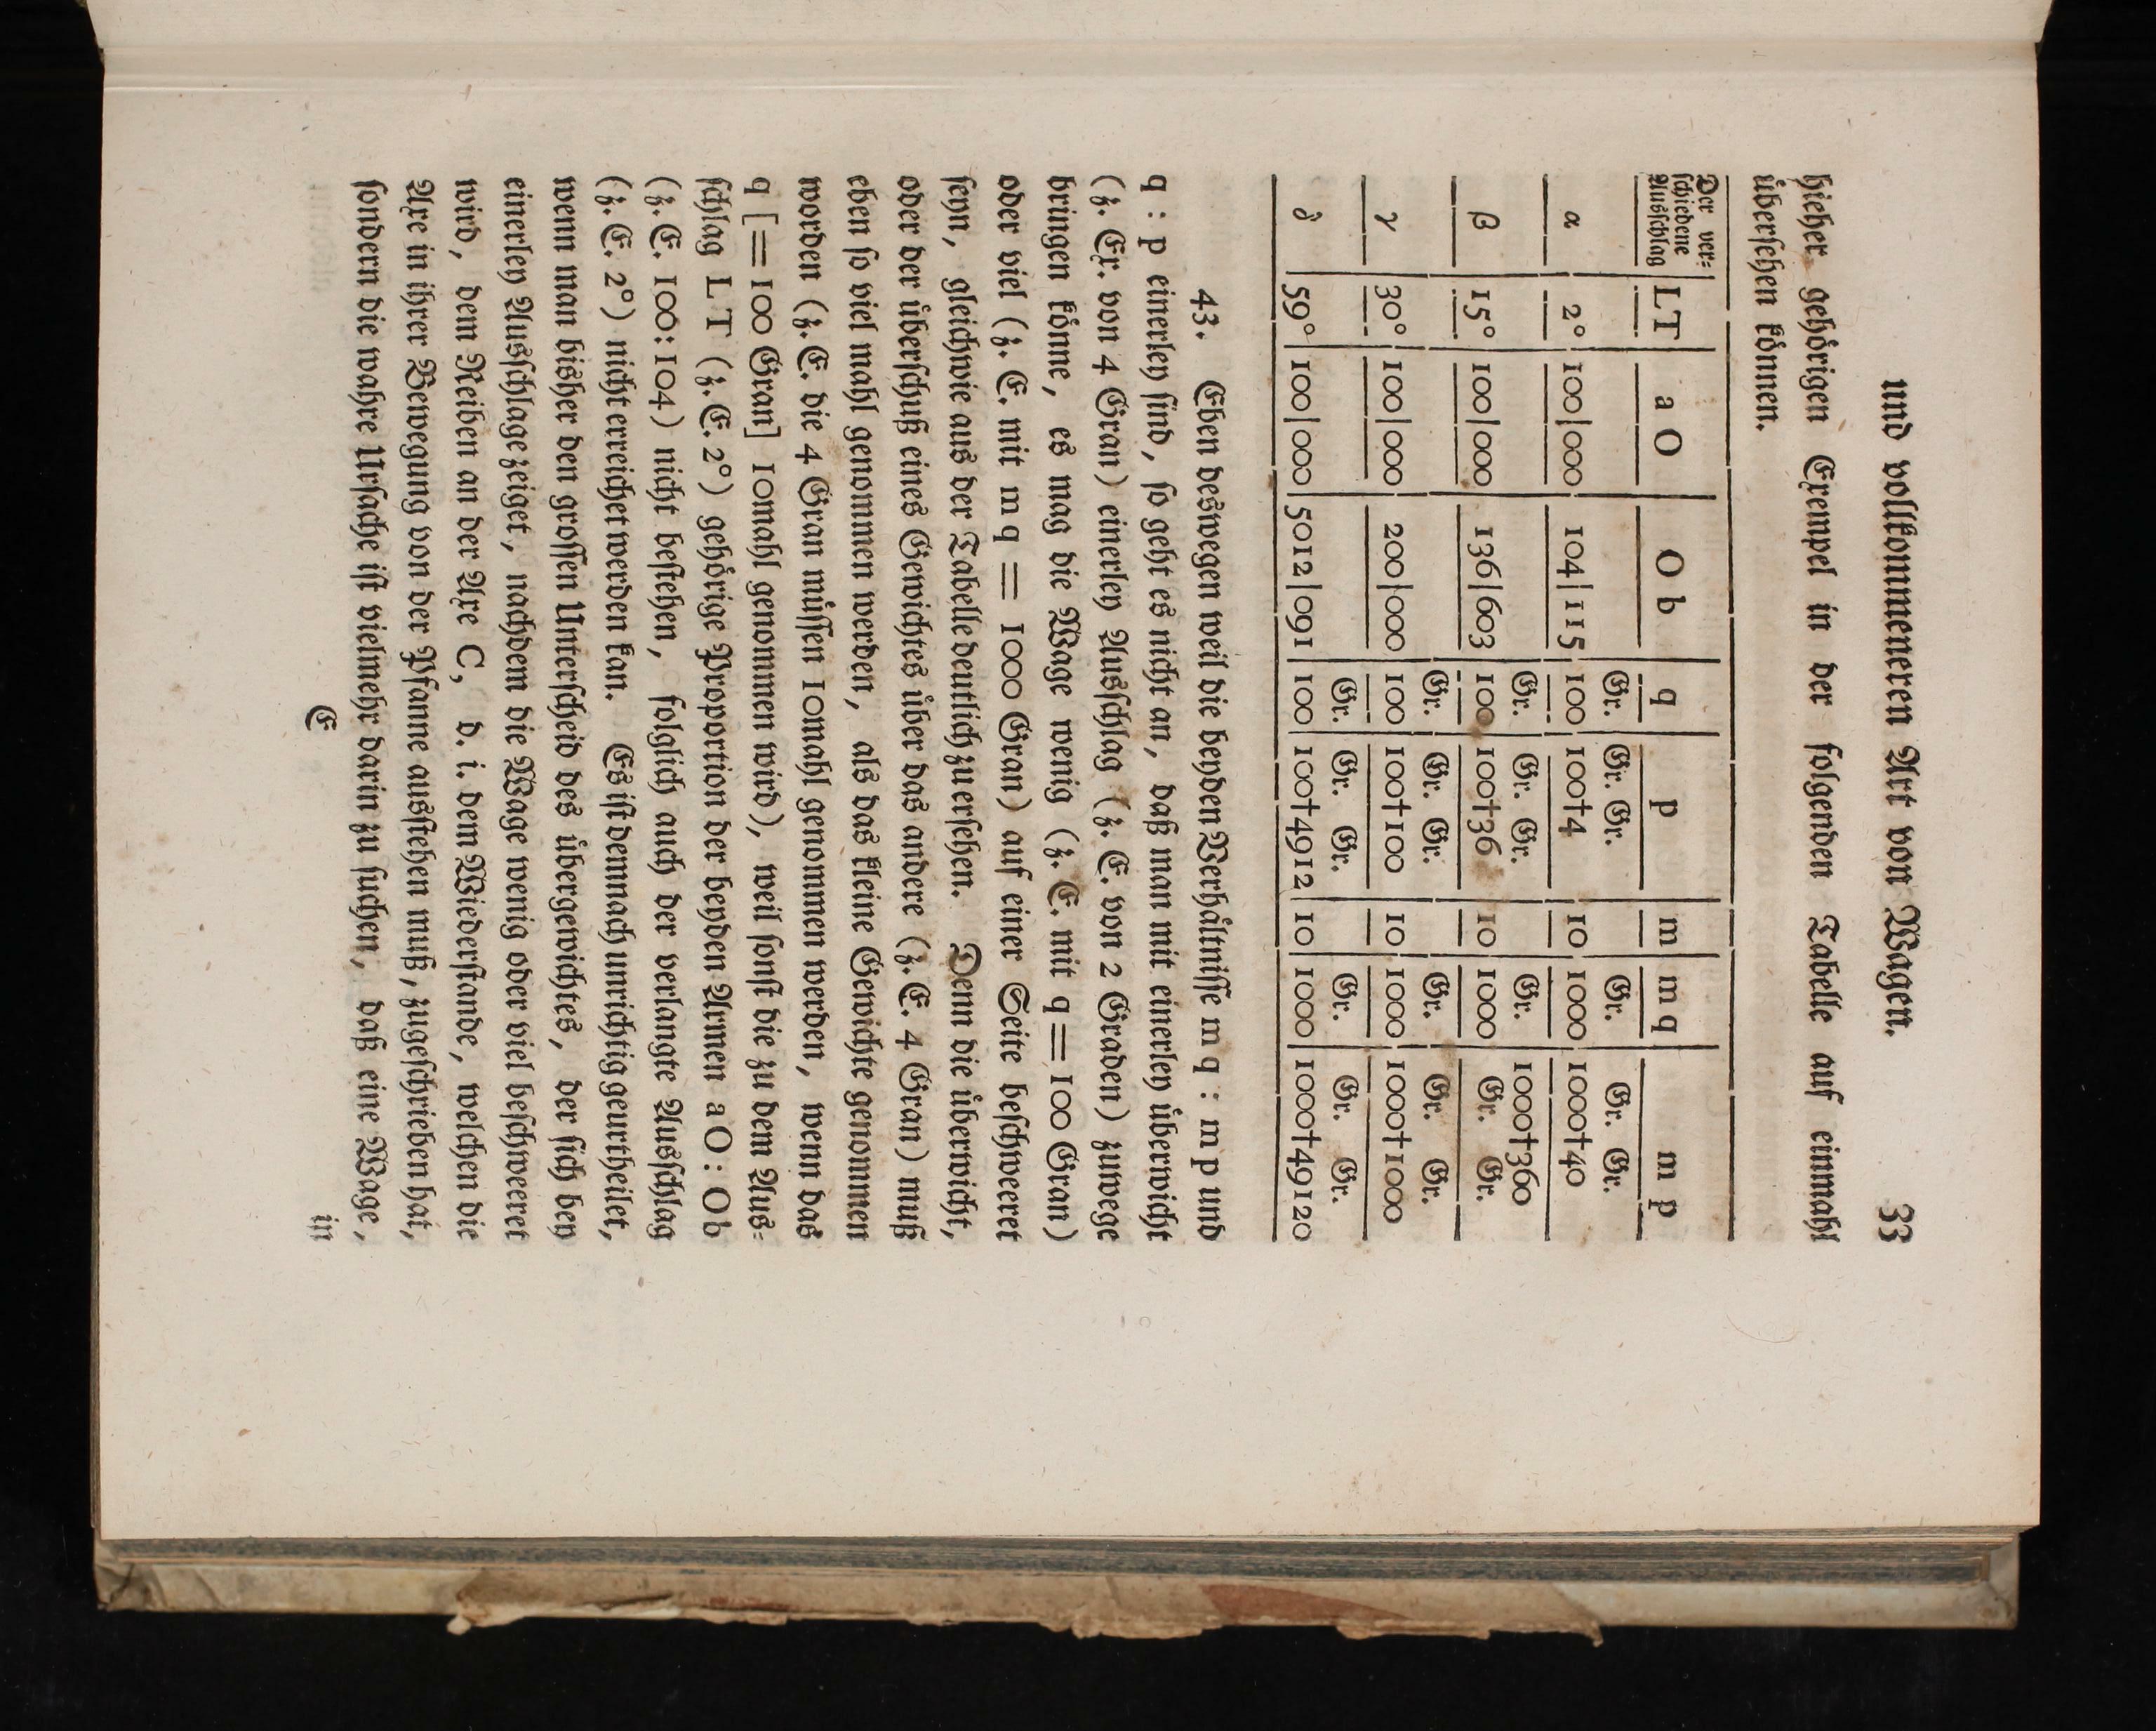 und vollkommeneren Art von Wagen. 33
hieher gehörigen Exempel in der folgenden Tabelle auf einmahl
übersehen können.
Der ver⸗
schiedene
Ausschlag | LT | a O | O b | q | p | m | m q | m p
Gr. Gr. Gr. Gr. Gr. Gr.
α | 2° | 100|000 | 104|115 | 100 | 100†4 | 10 | 1000 | 1000†40
Gr. Gr. Gr. Gr.
β | 15° | 100|000 | 136|603 | 100 | 100†36 | 10 | 1000 | 1000†360
Gr. Gr.
Gr. Gr. Gr. Gr. Gr. Gr.
γ | 30° | 100|000 | 200|000 | 100 | 100†100 | 10 | 1000 | 1000†1000
Gr. Gr. Gr. Gr. Gr. Gr.
δ | 59° | 100|000 | 5012|091 | 100 | 100†4912 | 10 | 1000 | 1000†49120
43. Eben deswegen weil die beyden Verhältnisse m q : m p und
q : p einerley sind, so geht es nicht an, daß man mit einerley überwicht
(z. Ex. von 4 Gran) einerley Ausschlag (z. E. von 2 Graden) zuwege
bringen könne, es mag die Wage wenig (z. E. mit q = 100 Gran)
oder viel (z. E. mit m q = 1000 Gran) auf einer Seite beschweeret
seyn, gleichwie aus der Tabelle deutlich zu ersehen. Denn die überwicht,
oder der überschuß eines Gewichtes über das andere (z. E. 4 Gran) muß
eben so viel mahl genommen werden, als das kleine Gewichte genommen
worden (z. E. die 4 Gran müssen 10mahl genommen werden, wenn das
q [= 100 Gran] 10mahl genommen wird), weil sonst die zu dem Aus⸗
schlag LT (z. E. 2°) gehörige Proportion der beyden Armen a O : O b
(z. E. 100 : 104) nicht bestehen, folglich auch der verlangte Ausschlag
(z. E. 2°) nicht erreichet werden kan. Es ist demnach unrichtig geurtheilet,
wenn man bisher den grossen Unterscheid des übergewichtes, der sich bey
einerley Ausschlage zeiget, nachdem die Wage wenig oder viel beschweeret
wird, dem Reiben an der Axe C, d. i. dem Wiederstande, welchen die
Axe in ihrer Bewegung von der Pfanne ausstehen muß, zugeschrieben hat,
sondern die wahre Ursache ist vielmehr darin zu suchen, daß eine Wage,
E in